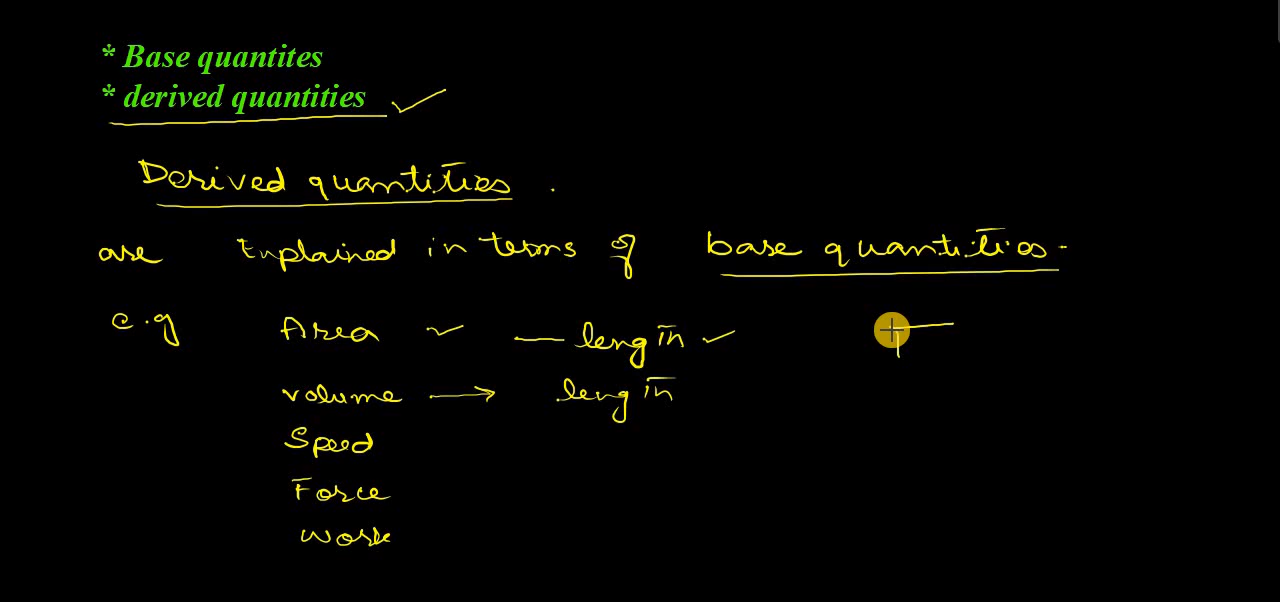 * Base quantites
* derived quantities
Derived quantities .
are Explained in terms of base quantities.
e.g Area — length
volume → length
Speed
Force
work